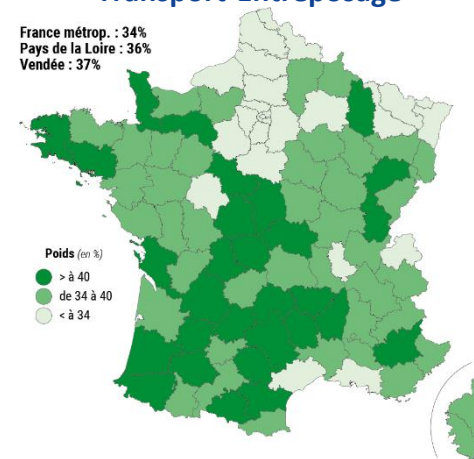 Transport-Entreposage
France métrop. : 34%
Pays de la Loire : 36%
Vendée : 37%
Poids (en %)
> à 40
de 34 à 40
< à 34